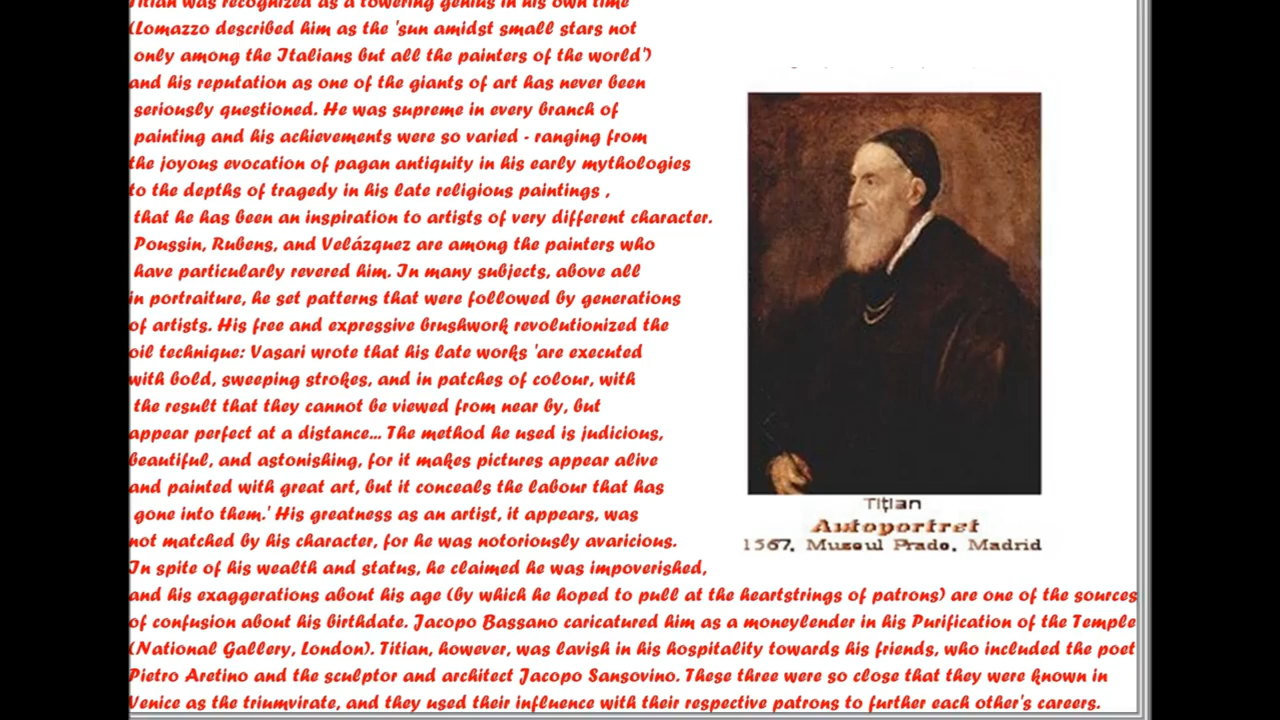 Titian was recognized as a towering genius in his own time
(Lomazzo described him as the 'sun amidst small stars not
only among the Italians but all the painters of the world')
and his reputation as one of the giants of art has never been
seriously questioned. He was supreme in every branch of
painting and his achievements were so varied - ranging from
the joyous evocation of pagan antiquity in his early mythologies
to the depths of tragedy in his late religious paintings ,
that he has been an inspiration to artists of very different character.
Poussin, Rubens, and Velázquez are among the painters who
have particularly revered him. In many subjects, above all
in portraiture, he set patterns that were followed by generations
of artists. His free and expressive brushwork revolutionized the
oil technique: Vasari wrote that his late works 'are executed
with bold, sweeping strokes, and in patches of colour, with
the result that they cannot be viewed from near by, but
appear perfect at a distance... The method he used is judicious,
beautiful, and astonishing, for it makes pictures appear alive
and painted with great art, but it conceals the labour that has
gone into them.' His greatness as an artist, it appears, was
not matched by his character, for he was notoriously avaricious.
In spite of his wealth and status, he claimed he was impoverished,
and his exaggerations about his age (by which he hoped to pull at the heartstrings of patrons) are one of the sources
of confusion about his birthdate. Jacopo Bassano caricatured him as a moneylender in his Purification of the Temple
(National Gallery, London). Titian, however, was lavish in his hospitality towards his friends, who included the poet
Pietro Aretino and the sculptor and architect Jacopo Sansovino. These three were so close that they were known in
Venice as the triumvirate, and they used their influence with their respective patrons to further each other's careers.
Tiţian
Autoportret
1567, Muzeul Prado, Madrid